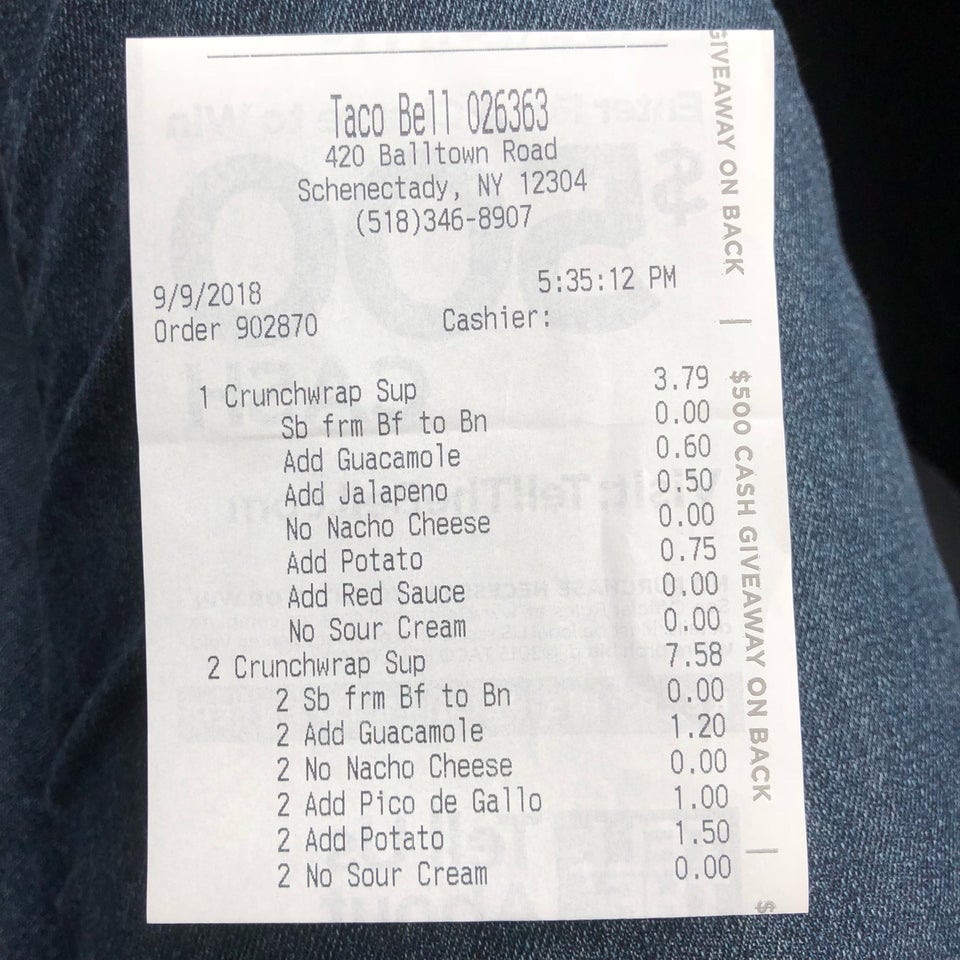 Taco Bell 026363
420 Balltown Road
Schenectady, NY 12304
(518)346-8907
9/9/2018 5:35:12 PM
Order 902870 Cashier:
1 Crunchwrap Sup 3.79
Sb frm Bf to Bn 0.00
Add Guacamole 0.60
Add Jalapeno 0.50
No Nacho Cheese 0.00
Add Potato 0.75
Add Red Sauce 0.00
No Sour Cream 0.00
2 Crunchwrap Sup 7.58
2 Sb frm Bf to Bn 0.00
2 Add Guacamole 1.20
2 No Nacho Cheese 0.00
2 Add Pico de Gallo 1.00
2 Add Potato 1.50
2 No Sour Cream 0.00
GIVEAWAY ON BACK | $500 CASH GIVEAWAY ON BACK | $